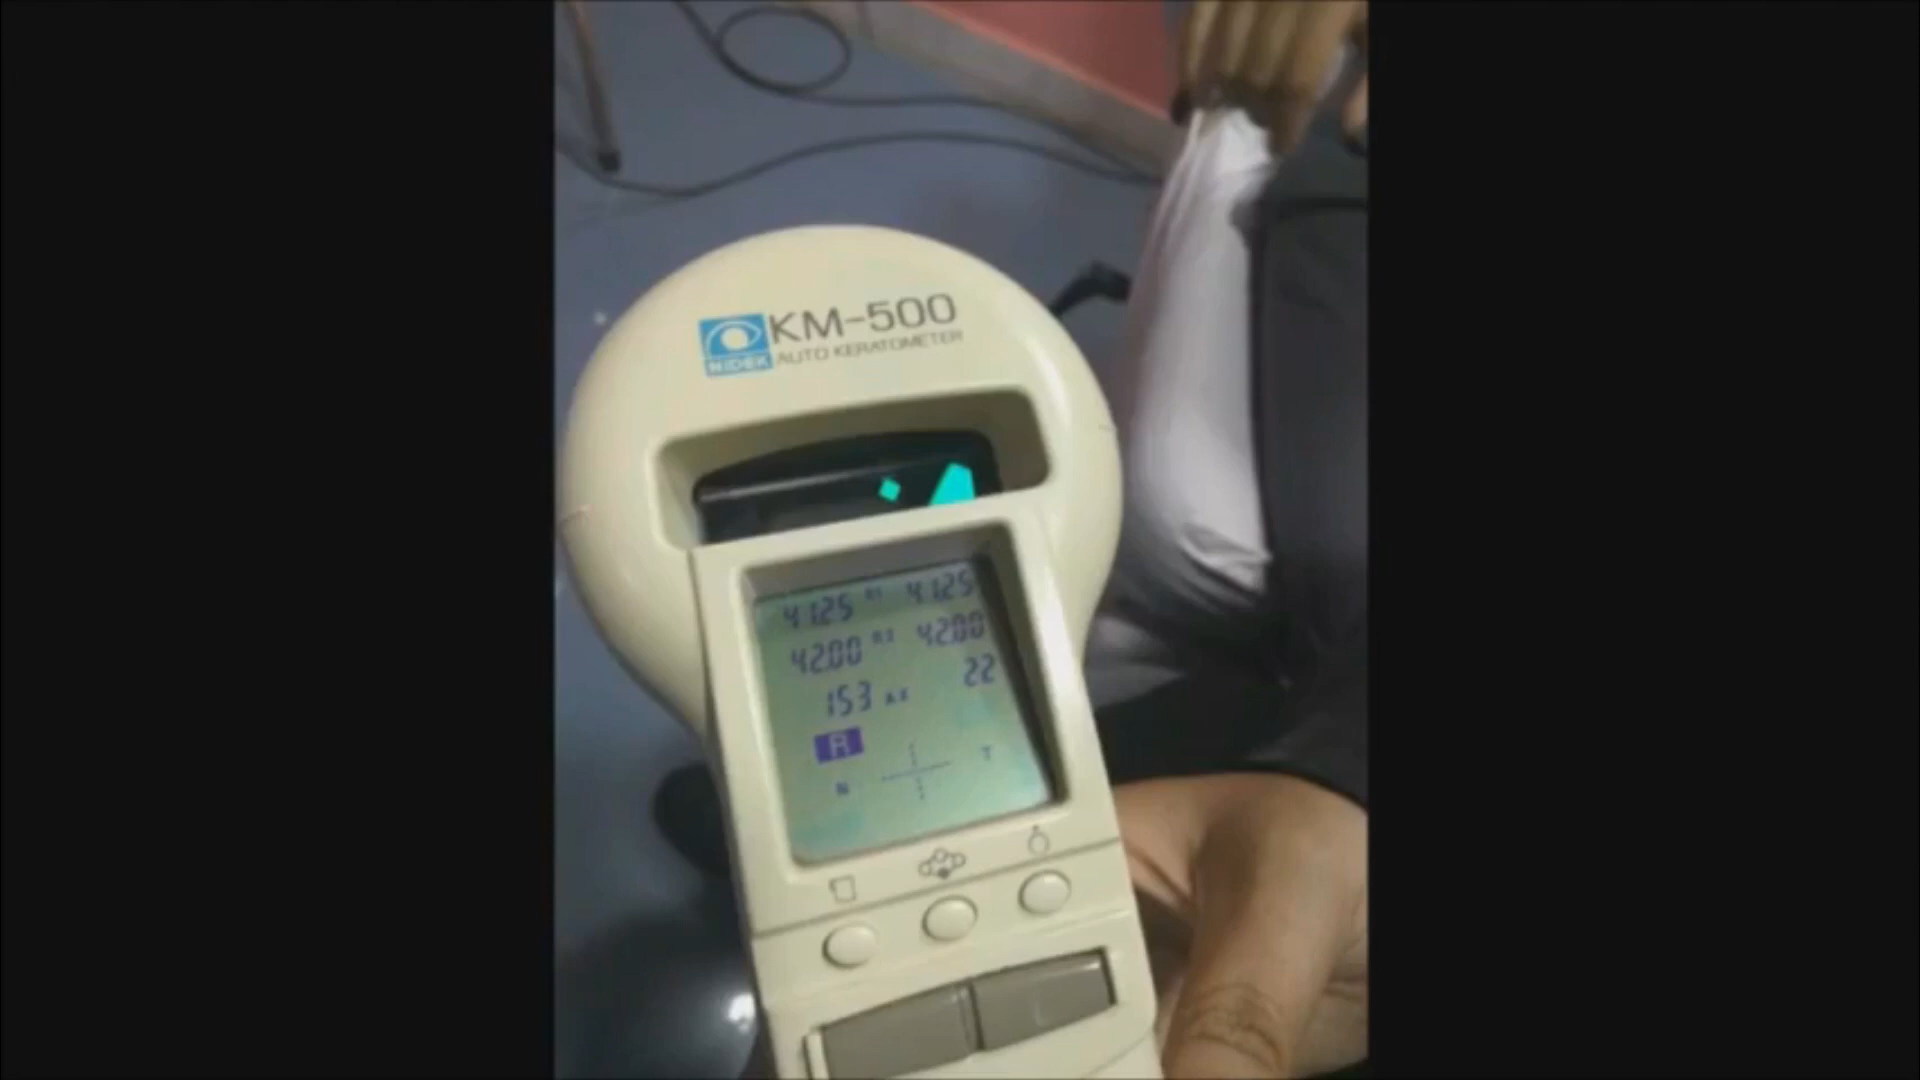 KM-500
NIDEK AUTO KERATOMETER
41.25 R1 41.25
42.00 R2 42.00
153 AX 22
R
N T